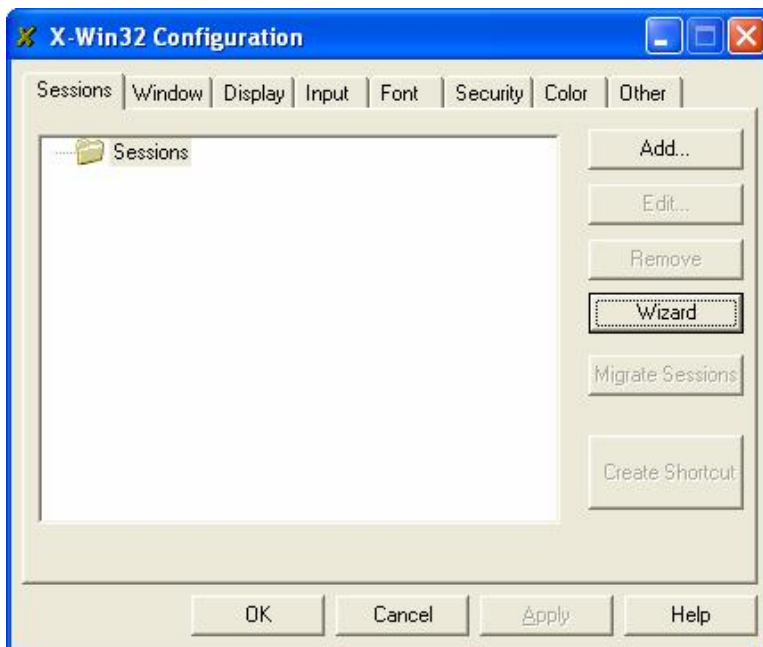 X-Win32 Configuration
Sessions Window Display Input Font Security Color Other
Sessions
Add...
Edit...
Remove
Wizard
Migrate Sessions
Create Shortcut
OK Cancel Apply Help